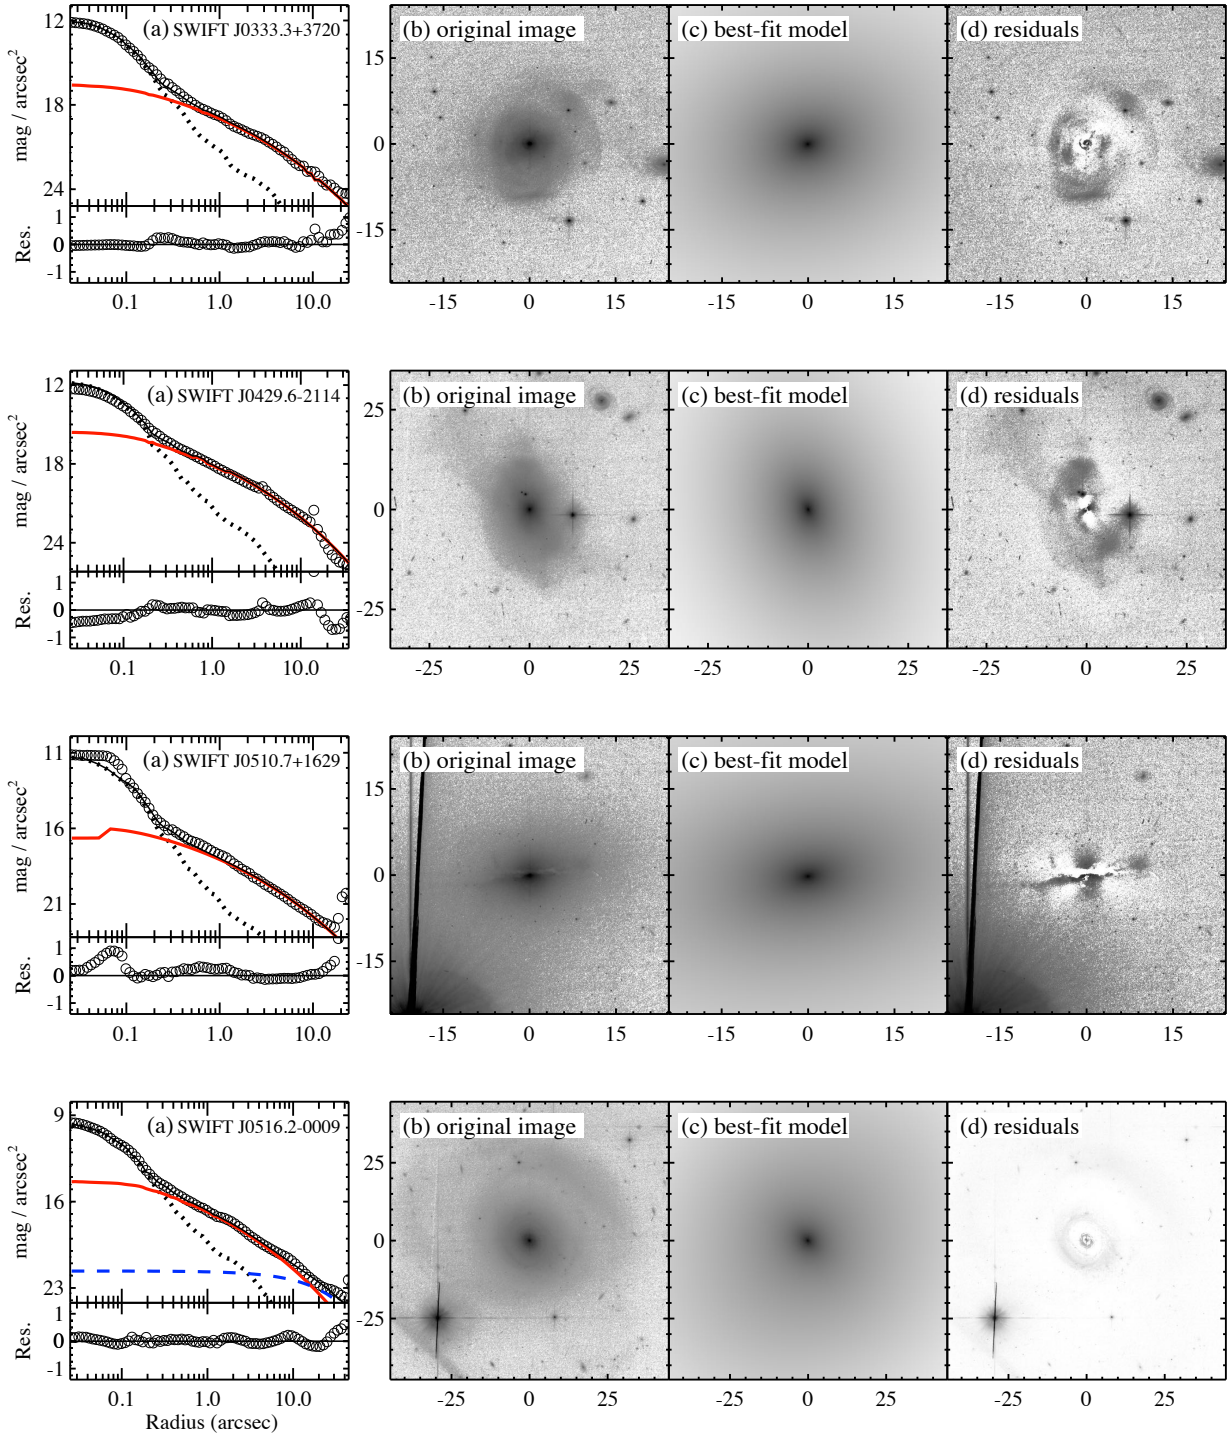 (a) SWIFT J0333.3+3720
(b) original image
(c) best-fit model
(d) residuals
12
18
24
mag / arcsec²
1
0
-1
Res.
0.1 1.0 10.0
15
0
-15
-15 0 15
-15 0 15
-15 0 15
(a) SWIFT J0429.6-2114
(b) original image
(c) best-fit model
(d) residuals
12
18
24
mag / arcsec²
1
0
-1
Res.
0.1 1.0 10.0
25
0
-25
-25 0 25
-25 0 25
-25 0 25
(a) SWIFT J0510.7+1629
(b) original image
(c) best-fit model
(d) residuals
11
16
21
mag / arcsec²
1
0
-1
Res.
0.1 1.0 10.0
15
0
-15
-15 0 15
-15 0 15
-15 0 15
(a) SWIFT J0516.2-0009
(b) original image
(c) best-fit model
(d) residuals
9
16
23
mag / arcsec²
1
0
-1
Res.
0.1 1.0 10.0
Radius (arcsec)
25
0
-25
-25 0 25
-25 0 25
-25 0 25